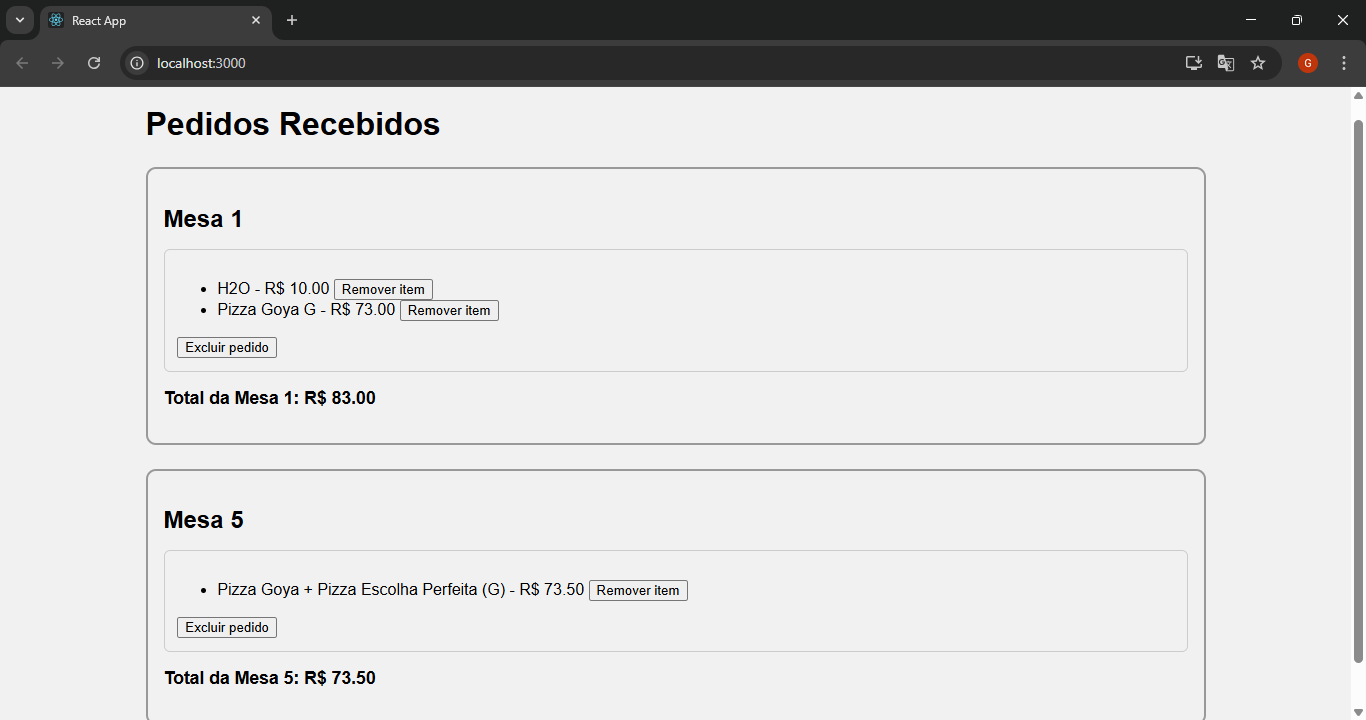 React App
localhost:3000
G
Pedidos Recebidos
Mesa 1
H2O - R$ 10.00 Remover item
Pizza Goya G - R$ 73.00 Remover item
Excluir pedido
Total da Mesa 1: R$ 83.00
Mesa 5
Pizza Goya + Pizza Escolha Perfeita (G) - R$ 73.50 Remover item
Excluir pedido
Total da Mesa 5: R$ 73.50